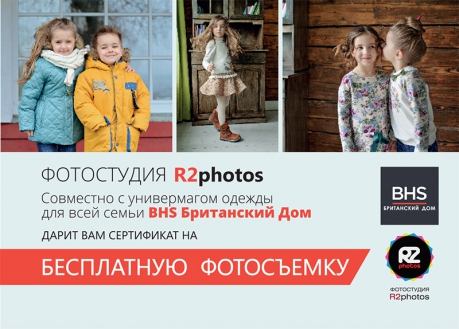 ФОТОСТУДИЯ R2photos
Совместно с универмагом одежды
для всей семьи BHS Британский Дом
ДАРИТ ВАМ СЕРТИФИКАТ НА
БЕСПЛАТНУЮ ФОТОСЪЕМКУ
BHS
БРИТАНСКИЙ ДОМ
R2
photos
ФОТОСТУДИЯ
R2photos